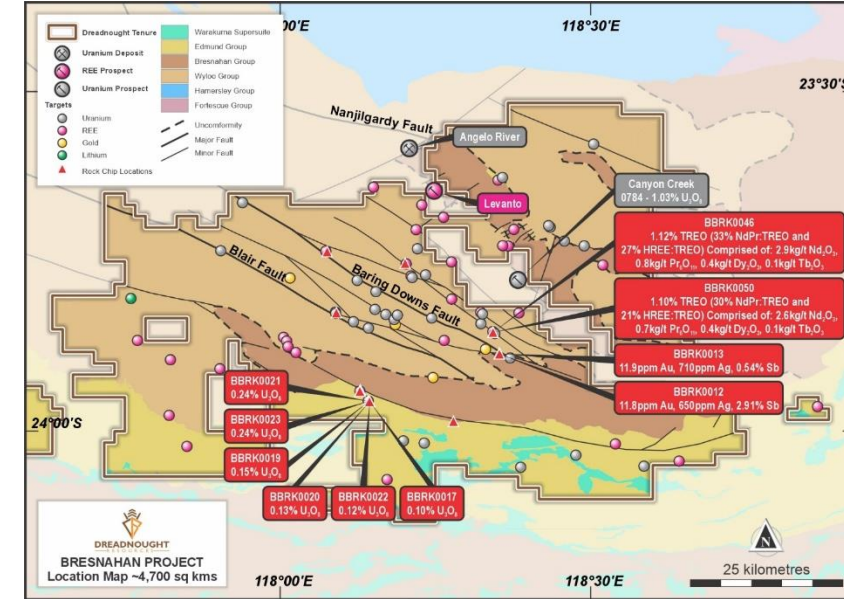 Dreadnought Tenure
Uranium Deposit
REE Prospect
Uranium Prospect
Targets
Uranium
REE
Gold
Lithium
Rock Chip Locations
Warakurna Supersuite
Edmund Group
Bresnahan Group
Wyloo Group
Hamersley Group
Fortescue Group
Uncomformity
Major Fault
Minor Fault
00'E
118°30'E
23°30'S
Nanjilgardy Fault
Angelo River
Levanto
Canyon Creek
0784 - 1.03% U₃O₈
BBRK0046
1.12% TREO (33% NdPr:TREO and
27% HREE:TREO) Comprised of: 2.9kg/t Nd₂O₃,
0.8kg/t Pr₆O₁₁, 0.4kg/t Dy₂O₃, 0.1kg/t Tb₂O₃
BBRK0050
1.10% TREO (30% NdPr:TREO and
21% HREE:TREO) Comprised of: 2.6kg/t Nd₂O₃,
0.7kg/t Pr₆O₁₁, 0.4kg/t Dy₂O₃, 0.1kg/t Tb₂O₃
BBRK0013
11.9ppm Au, 710ppm Ag, 0.54% Sb
BBRK0012
11.8ppm Au, 650ppm Ag, 2.91% Sb
Blair Fault
Baring Downs Fault
BBRK0021
0.24% U₃O₈
BBRK0023
0.24% U₃O₈
BBRK0019
0.15% U₃O₈
BBRK0020
0.13% U₃O₈
BBRK0022
0.12% U₃O₈
BBRK0017
0.10% U₃O₈
24°00'S
DREADNOUGHT
RESOURCES
BRESNAHAN PROJECT
Location Map ~4,700 sq kms
118°00'E
118°30'E
N
25 kilometres